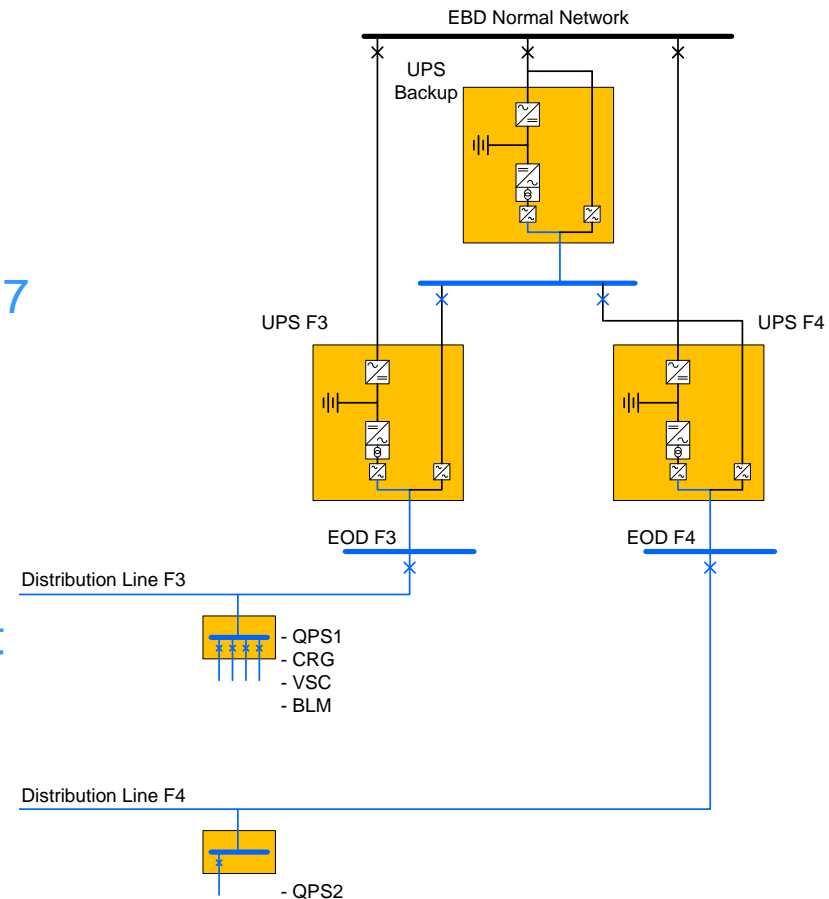 EBD Normal Network
UPS
Backup
7
UPS F3
UPS F4
EOD F3
EOD F4
Distribution Line F3
- QPS1
- CRG
- VSC
- BLM
Distribution Line F4
- QPS2